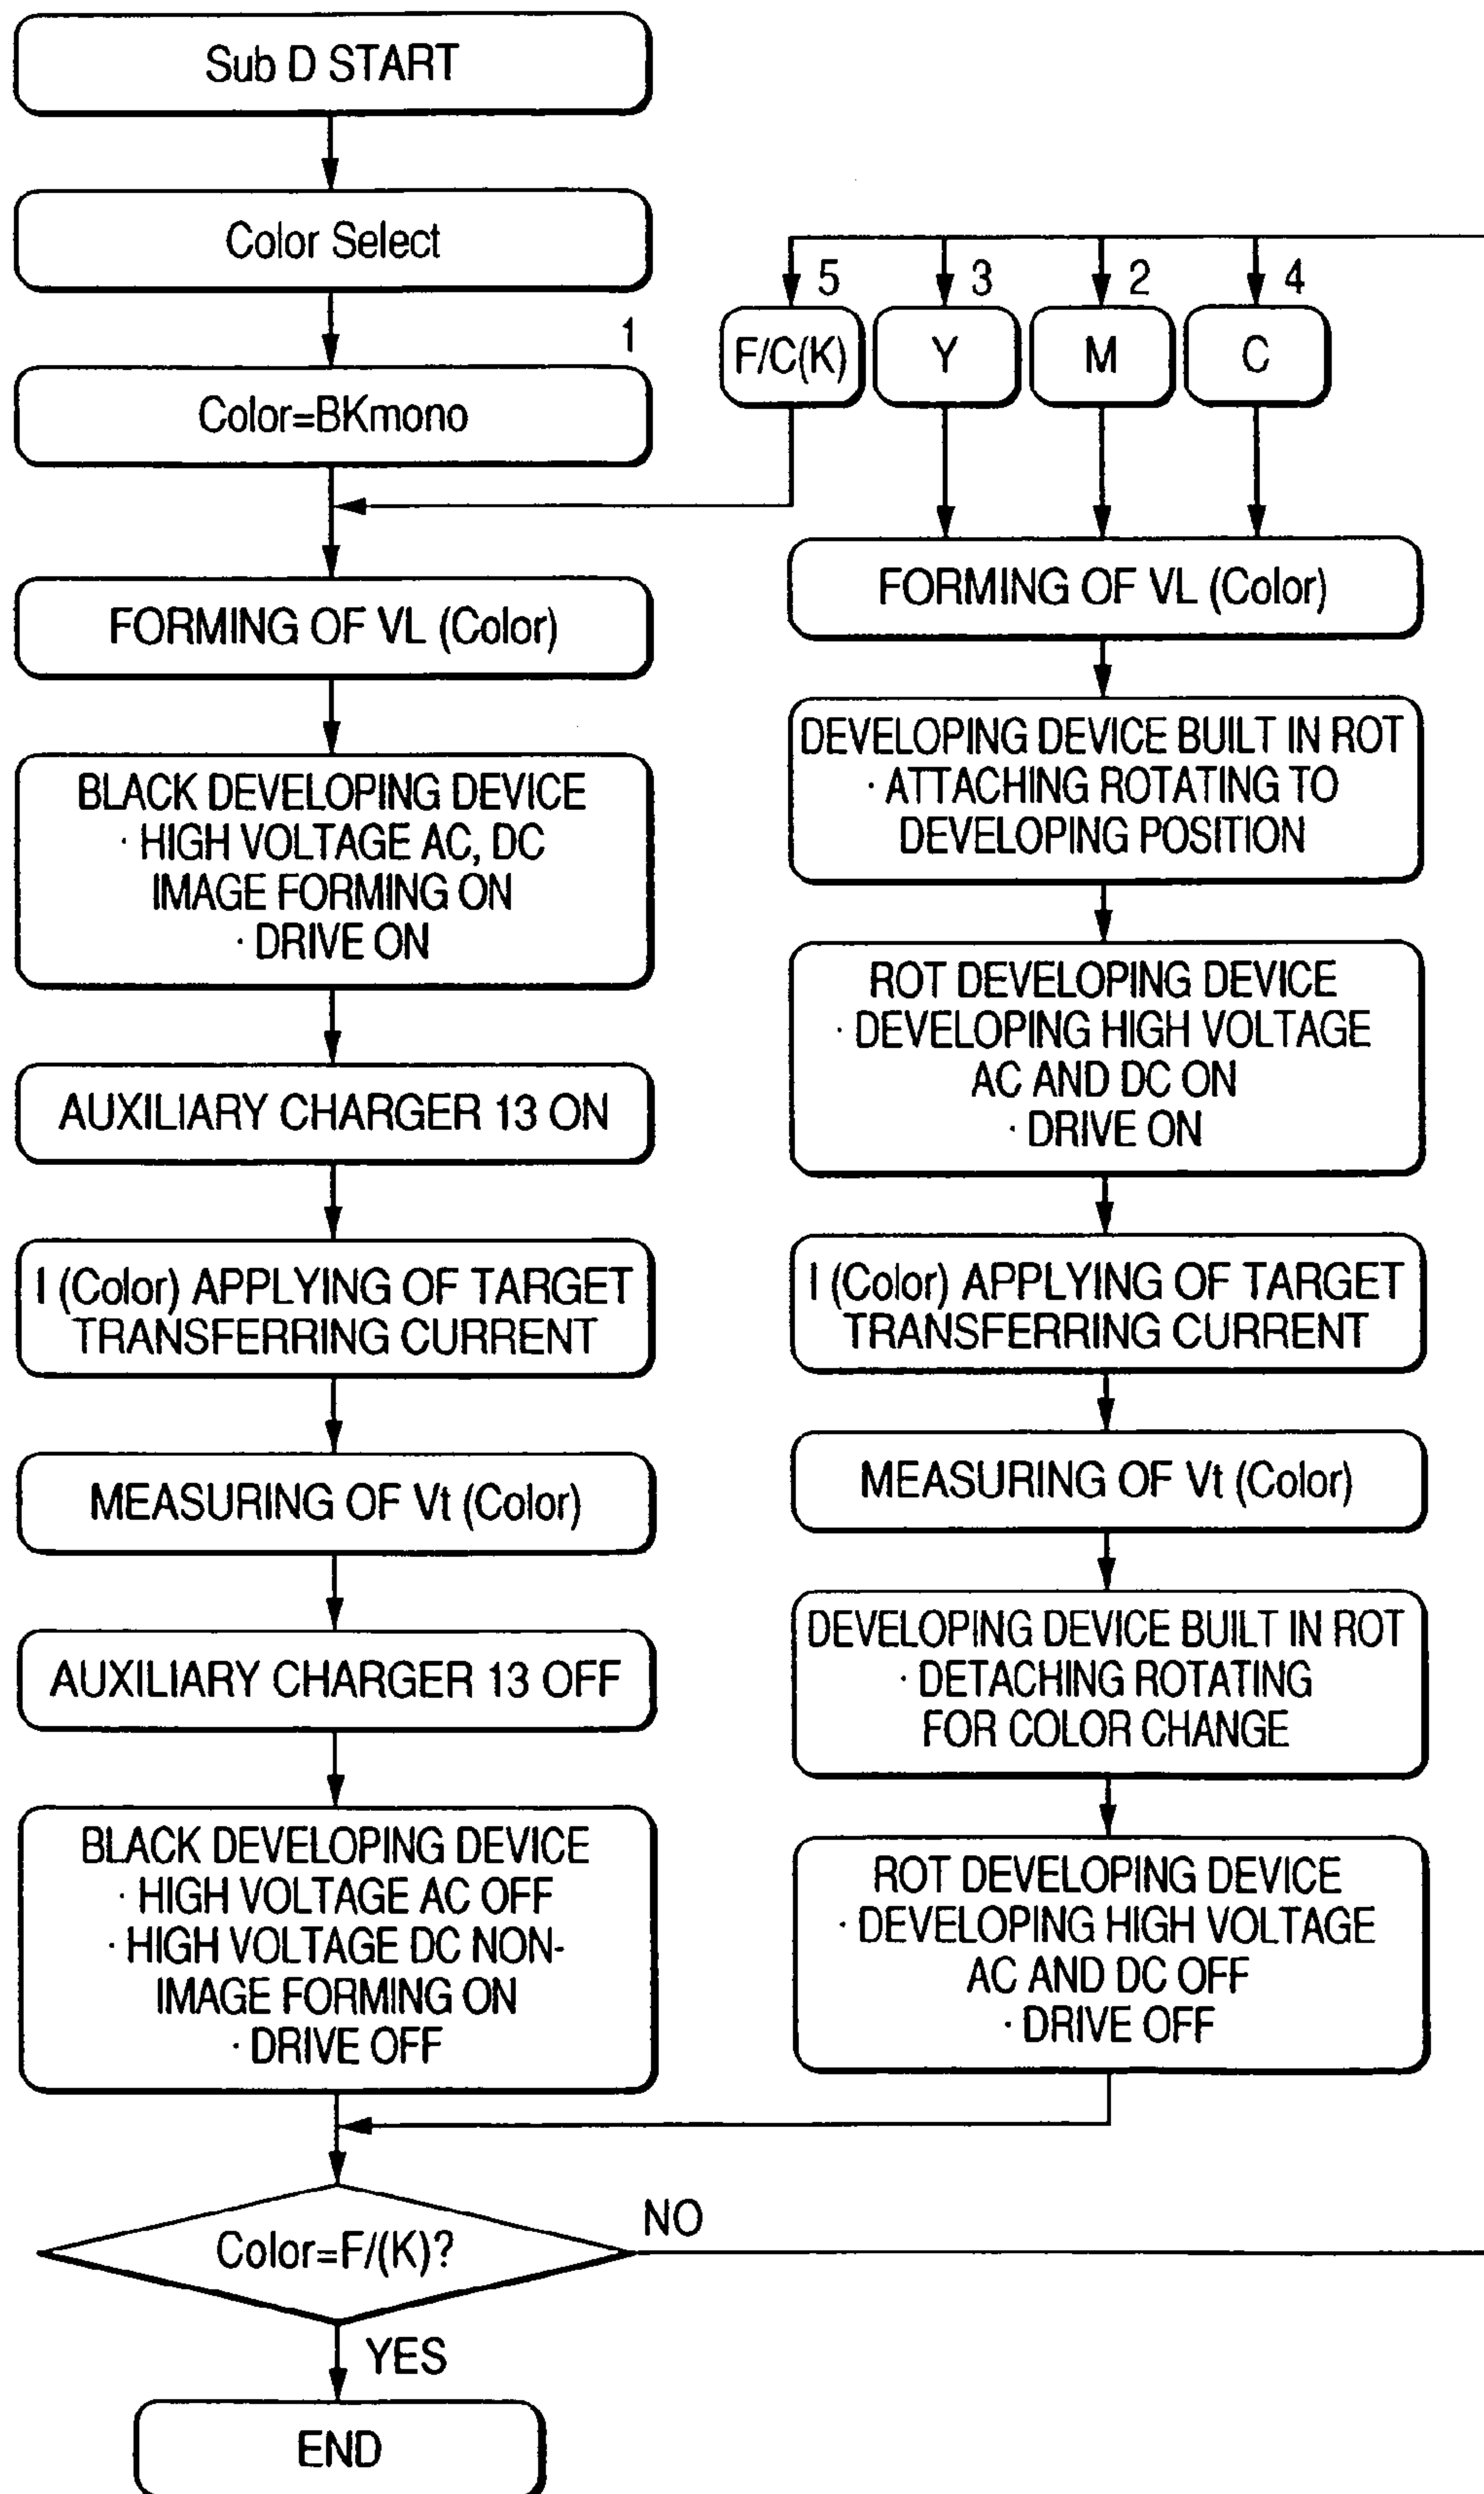 Sub D START
Color Select
1
Color=BKmono
FORMING OF VL (Color)
BLACK DEVELOPING DEVICE
· HIGH VOLTAGE AC, DC
IMAGE FORMING ON
· DRIVE ON
AUXILIARY CHARGER 13 ON
I (Color) APPLYING OF TARGET
TRANSFERRING CURRENT
MEASURING OF Vt (Color)
AUXILIARY CHARGER 13 OFF
BLACK DEVELOPING DEVICE
· HIGH VOLTAGE AC OFF
· HIGH VOLTAGE DC NON-
IMAGE FORMING ON
· DRIVE OFF
Color=F/(K)?
NO
YES
END
5 3 2 4
F/C(K) Y M C
FORMING OF VL (Color)
DEVELOPING DEVICE BUILT IN ROT
· ATTACHING ROTATING TO
DEVELOPING POSITION
ROT DEVELOPING DEVICE
· DEVELOPING HIGH VOLTAGE
AC AND DC ON
· DRIVE ON
I (Color) APPLYING OF TARGET
TRANSFERRING CURRENT
MEASURING OF Vt (Color)
DEVELOPING DEVICE BUILT IN ROT
· DETACHING ROTATING
FOR COLOR CHANGE
ROT DEVELOPING DEVICE
· DEVELOPING HIGH VOLTAGE
AC AND DC OFF
· DRIVE OFF